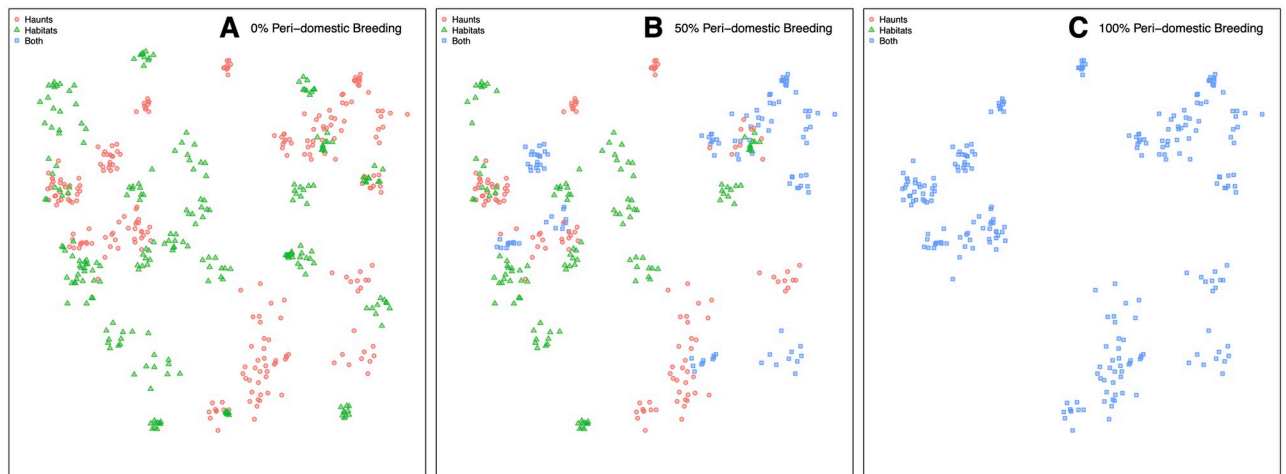 Haunts
Habitats
Both
A 0% Peri−domestic Breeding
Haunts
Habitats
Both
B 50% Peri−domestic Breeding
Haunts
Habitats
Both
C 100% Peri−domestic Breeding